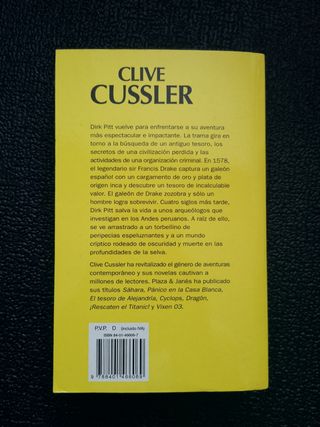 CLIVE
CUSSLER
Dirk Pitt vuelve para enfrentarse a su aventura
más espectacular e impactante. La trama gira en
torno a la búsqueda de un antiguo tesoro, los
secretos de una civilización perdida y las
actividades de una organización criminal. En 1578,
el legendario sir Francis Drake captura un galeón
español con un cargamento de oro y plata de
origen inca y descubre un tesoro de incalculable
valor. El galeón de Drake zozobra y sólo un
hombre logra sobrevivir. Cuatro siglos más tarde,
Dirk Pitt salva la vida a unos arqueólogos que
investigan en los Andes peruanos. A raíz de ello,
se ve arrastrado a un torbellino de
peripecias espeluznantes y a un mundo
críptico rodeado de oscuridad y muerte en las
profundidades de la selva.
Clive Cussler ha revitalizado el género de aventuras
contemporáneo y sus novelas cautivan a
millones de lectores. Plaza & Janés ha publicado
sus títulos Sáhara, Pánico en la Casa Blanca,
El tesoro de Alejandría, Cyclops, Dragón,
¡Rescaten el Titanic! y Vixen 03.
P.V.P. D (incluido IVA)
ISBN 84-01-46808-7
9 788401 468089